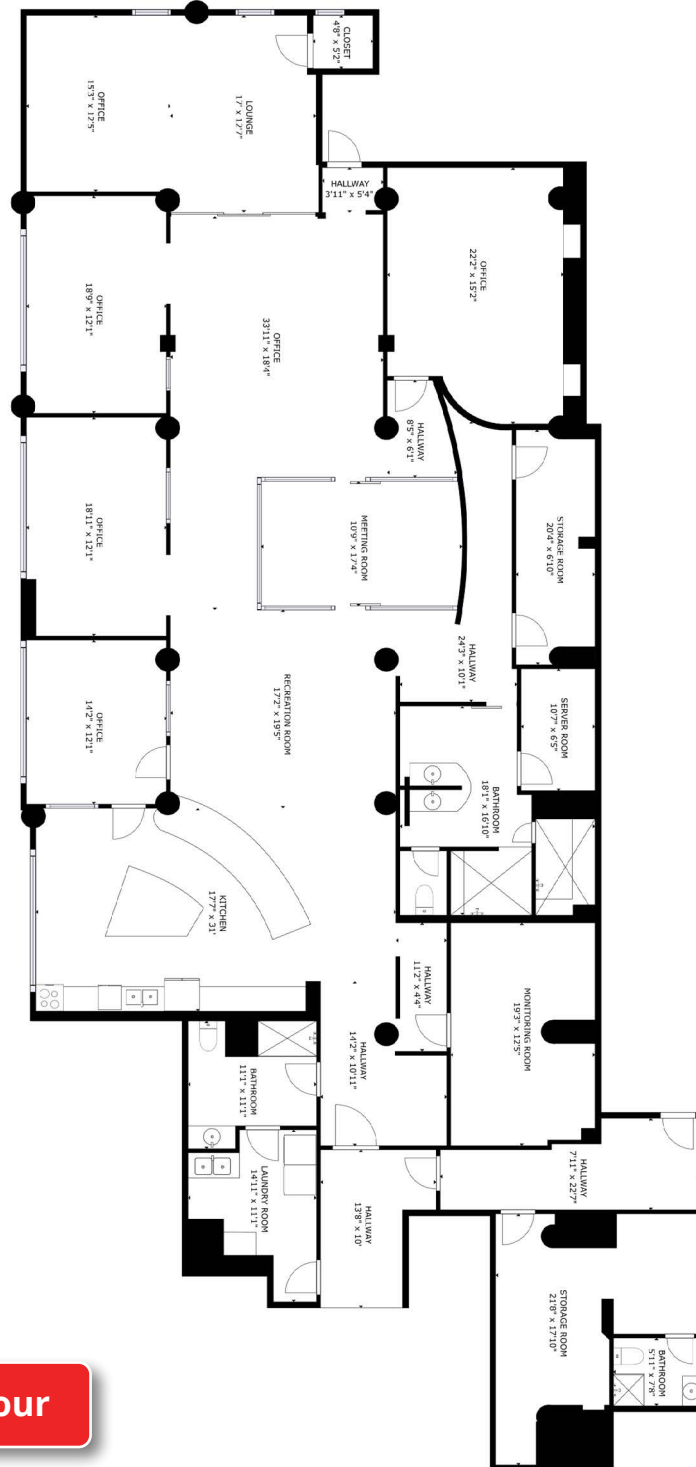 CLOSET
4'8" x 5'2"
LOUNGE
17' x 12'7"
OFFICE
15'3" x 12'5"
HALLWAY
3'11" x 5'4"
OFFICE
22'2" x 15'2"
OFFICE
18'9" x 12'1"
OFFICE
33'11" x 18'4"
HALLWAY
8'5" x 6'1"
OFFICE
18'11" x 12'1"
MEETING ROOM
10'9" x 17'4"
STORAGE ROOM
20'4" x 6'10"
HALLWAY
24'3" x 10'1"
OFFICE
14'2" x 12'1"
RECREATION ROOM
17'2" x 19'5"
SERVER ROOM
10'7" x 6'5"
BATHROOM
18'1" x 16'10"
KITCHEN
17'7" x 31'
HALLWAY
11'2" x 4'4"
MONITORING ROOM
19'3" x 12'5"
HALLWAY
14'2" x 10'11"
BATHROOM
11'1" x 11'1"
LAUNDRY ROOM
14'11" x 11'1"
HALLWAY
13'8" x 10'
HALLWAY
7'11" x 22'7"
STORAGE ROOM
21'8" x 17'10"
BATHROOM
5'11" x 7'8"
our